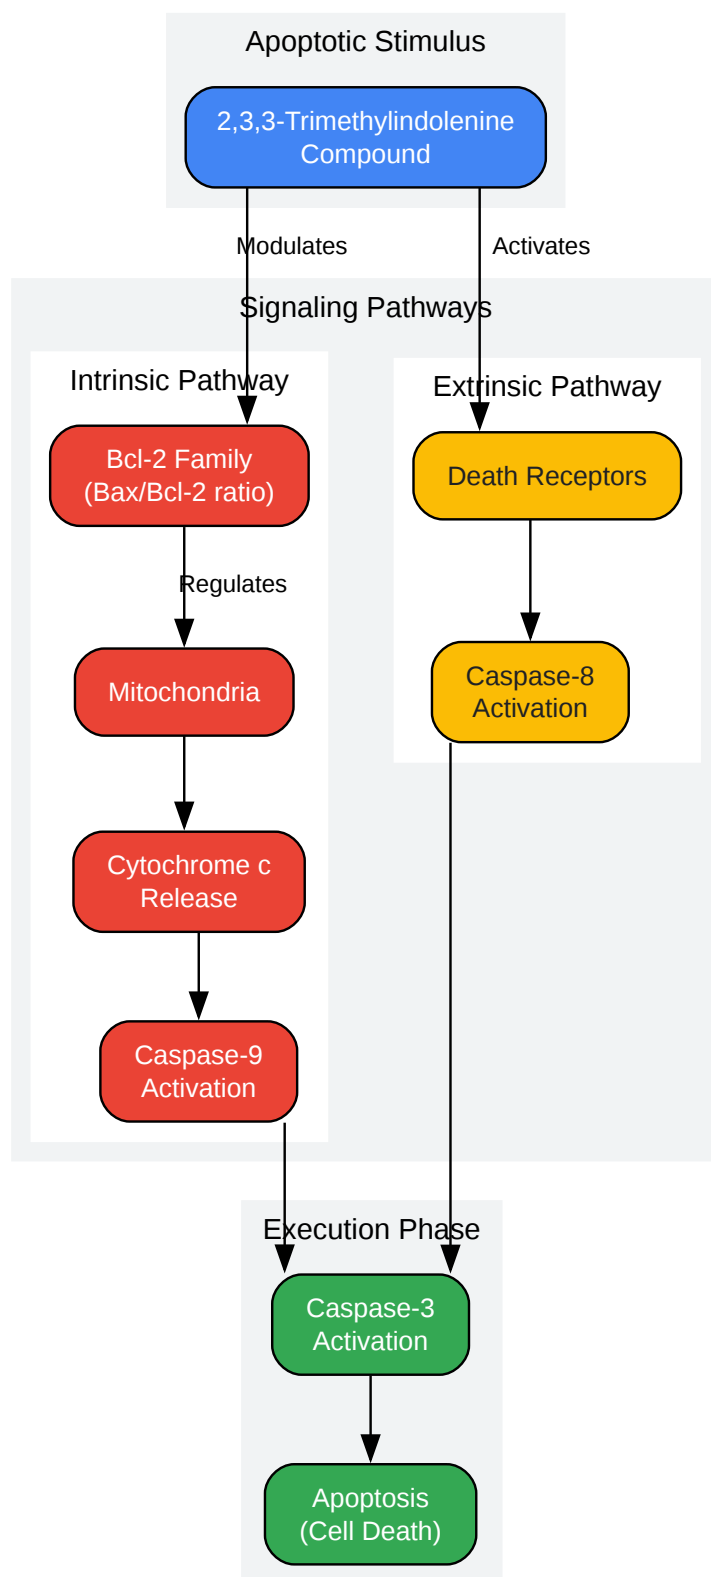 Apoptotic Stimulus
2,3,3-Trimethylindolenine
Compound
Modulates
Activates
Signaling Pathways
Intrinsic Pathway
Bcl-2 Family
(Bax/Bcl-2 ratio)
Regulates
Mitochondria
Cytochrome c
Release
Caspase-9
Activation
Extrinsic Pathway
Death Receptors
Caspase-8
Activation
Execution Phase
Caspase-3
Activation
Apoptosis
(Cell Death)